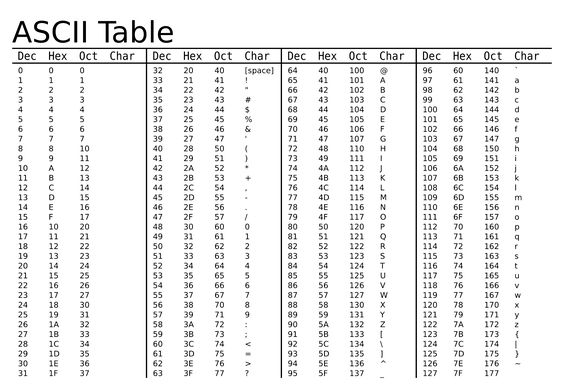 ASCII Table
Dec Hex Oct Char Dec Hex Oct Char Dec Hex Oct Char Dec Hex Oct Char
0 0 0 32 20 40 [space] 64 40 100 @ 96 60 140 `
1 1 1 33 21 41 ! 65 41 101 A 97 61 141 a
2 2 2 34 22 42 " 66 42 102 B 98 62 142 b
3 3 3 35 23 43 # 67 43 103 C 99 63 143 c
4 4 4 36 24 44 $ 68 44 104 D 100 64 144 d
5 5 5 37 25 45 % 69 45 105 E 101 65 145 e
6 6 6 38 26 46 & 70 46 106 F 102 66 146 f
7 7 7 39 27 47 ' 71 47 107 G 103 67 147 g
8 8 10 40 28 50 ( 72 48 110 H 104 68 150 h
9 9 11 41 29 51 ) 73 49 111 I 105 69 151 i
10 A 12 42 2A 52 * 74 4A 112 J 106 6A 152 j
11 B 13 43 2B 53 + 75 4B 113 K 107 6B 153 k
12 C 14 44 2C 54 , 76 4C 114 L 108 6C 154 l
13 D 15 45 2D 55 - 77 4D 115 M 109 6D 155 m
14 E 16 46 2E 56 . 78 4E 116 N 110 6E 156 n
15 F 17 47 2F 57 / 79 4F 117 O 111 6F 157 o
16 10 20 48 30 60 0 80 50 120 P 112 70 160 p
17 11 21 49 31 61 1 81 51 121 Q 113 71 161 q
18 12 22 50 32 62 2 82 52 122 R 114 72 162 r
19 13 23 51 33 63 3 83 53 123 S 115 73 163 s
20 14 24 52 34 64 4 84 54 124 T 116 74 164 t
21 15 25 53 35 65 5 85 55 125 U 117 75 165 u
22 16 26 54 36 66 6 86 56 126 V 118 76 166 v
23 17 27 55 37 67 7 87 57 127 W 119 77 167 w
24 18 30 56 38 70 8 88 58 130 X 120 78 170 x
25 19 31 57 39 71 9 89 59 131 Y 121 79 171 y
26 1A 32 58 3A 72 : 90 5A 132 Z 122 7A 172 z
27 1B 33 59 3B 73 ; 91 5B 133 [ 123 7B 173 {
28 1C 34 60 3C 74 < 92 5C 134 \ 124 7C 174 |
29 1D 35 61 3D 75 = 93 5D 135 ] 125 7D 175 }
30 1E 36 62 3E 76 > 94 5E 136 ^ 126 7E 176 ~
31 1F 37 63 3F 77 ? 95 5F 137 _ 127 7F 177